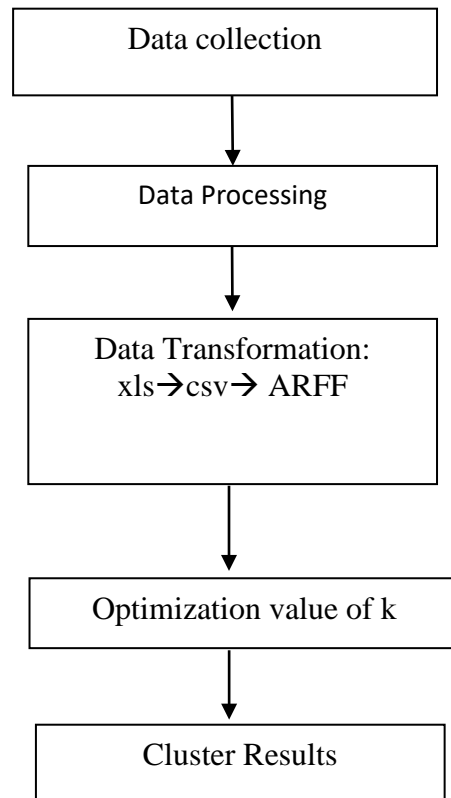 Data collection
Data Processing
Data Transformation:
xls→csv→ ARFF
Optimization value of k
Cluster Results